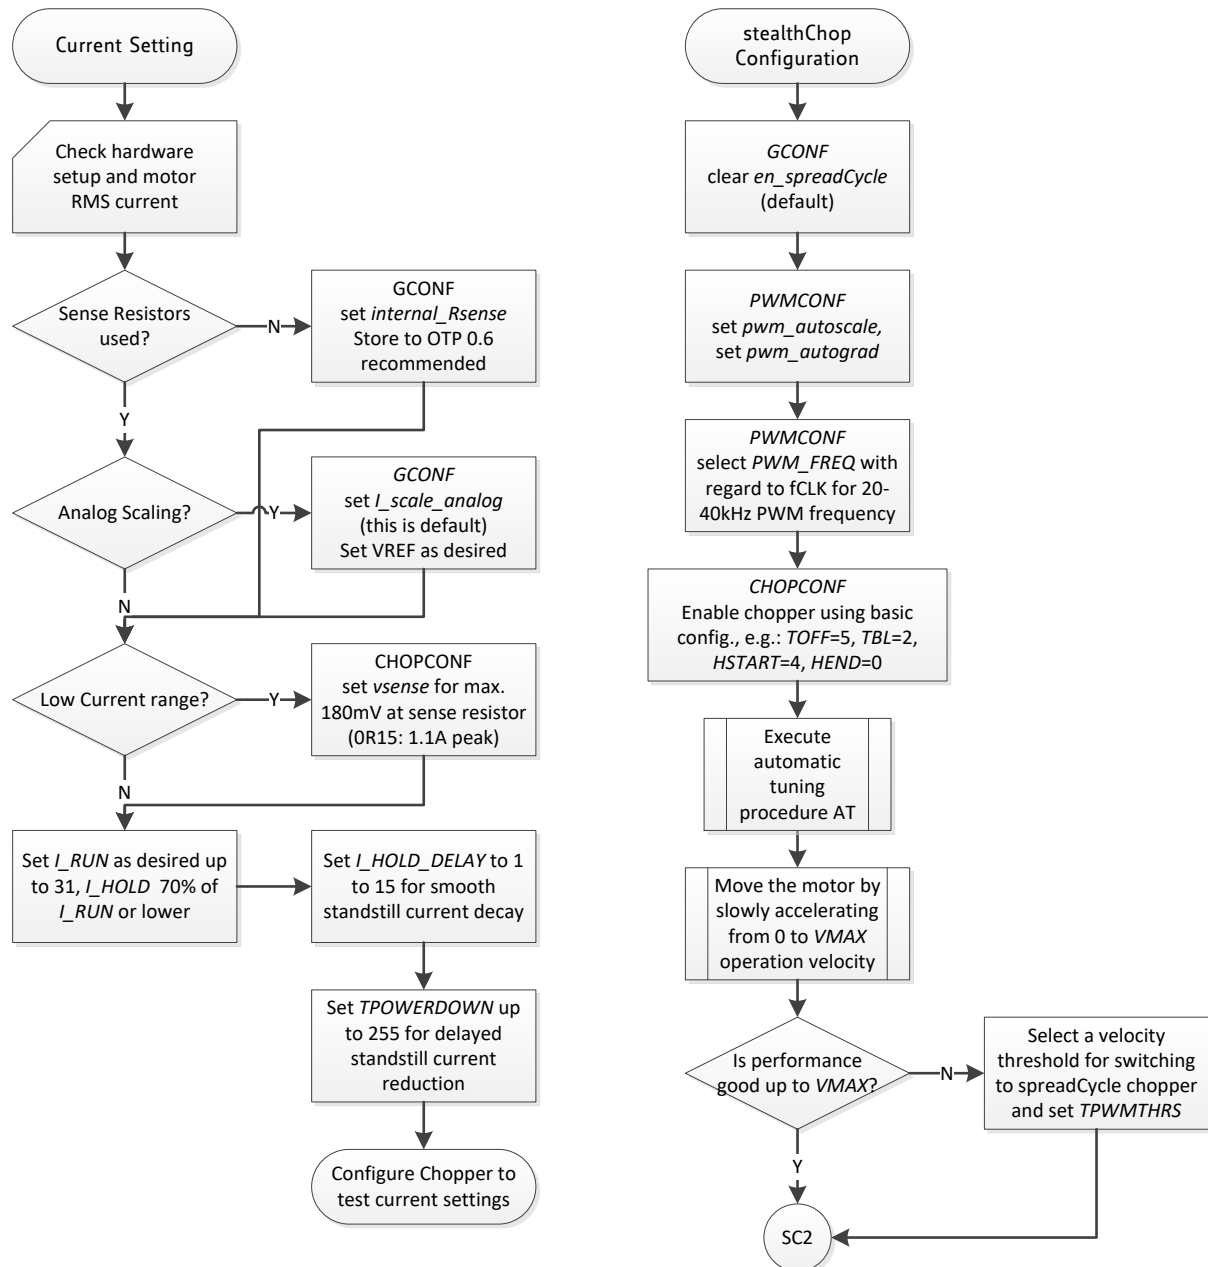 Current Setting
Check hardware
setup and motor
RMS current
Sense Resistors
used?
N
GCONF
set internal_Rsense
Store to OTP 0.6
recommended
Y
Analog Scaling?
Y
GCONF
set I_scale_analog
(this is default)
Set VREF as desired
N
Low Current range?
Y
CHOPCONF
set vsense for max.
180mV at sense resistor
(0R15: 1.1A peak)
N
Set I_RUN as desired up
to 31, I_HOLD 70% of
I_RUN or lower
Set I_HOLD_DELAY to 1
to 15 for smooth
standstill current decay
Set TPOWERDOWN up
to 255 for delayed
standstill current
reduction
Configure Chopper to
test current settings
stealthChop
Configuration
GCONF
clear en_spreadCycle
(default)
PWMCONF
set pwm_autoscale,
set pwm_autograd
PWMCONF
select PWM_FREQ with
regard to fCLK for 20-
40kHz PWM frequency
CHOPCONF
Enable chopper using basic
config., e.g.: TOFF=5, TBL=2,
HSTART=4, HEND=0
Execute
automatic
tuning
procedure AT
Move the motor by
slowly accelerating
from 0 to VMAX
operation velocity
Is performance
good up to VMAX?
N
Select a velocity
threshold for switching
to spreadCycle chopper
and set TPWMTHRS
Y
SC2